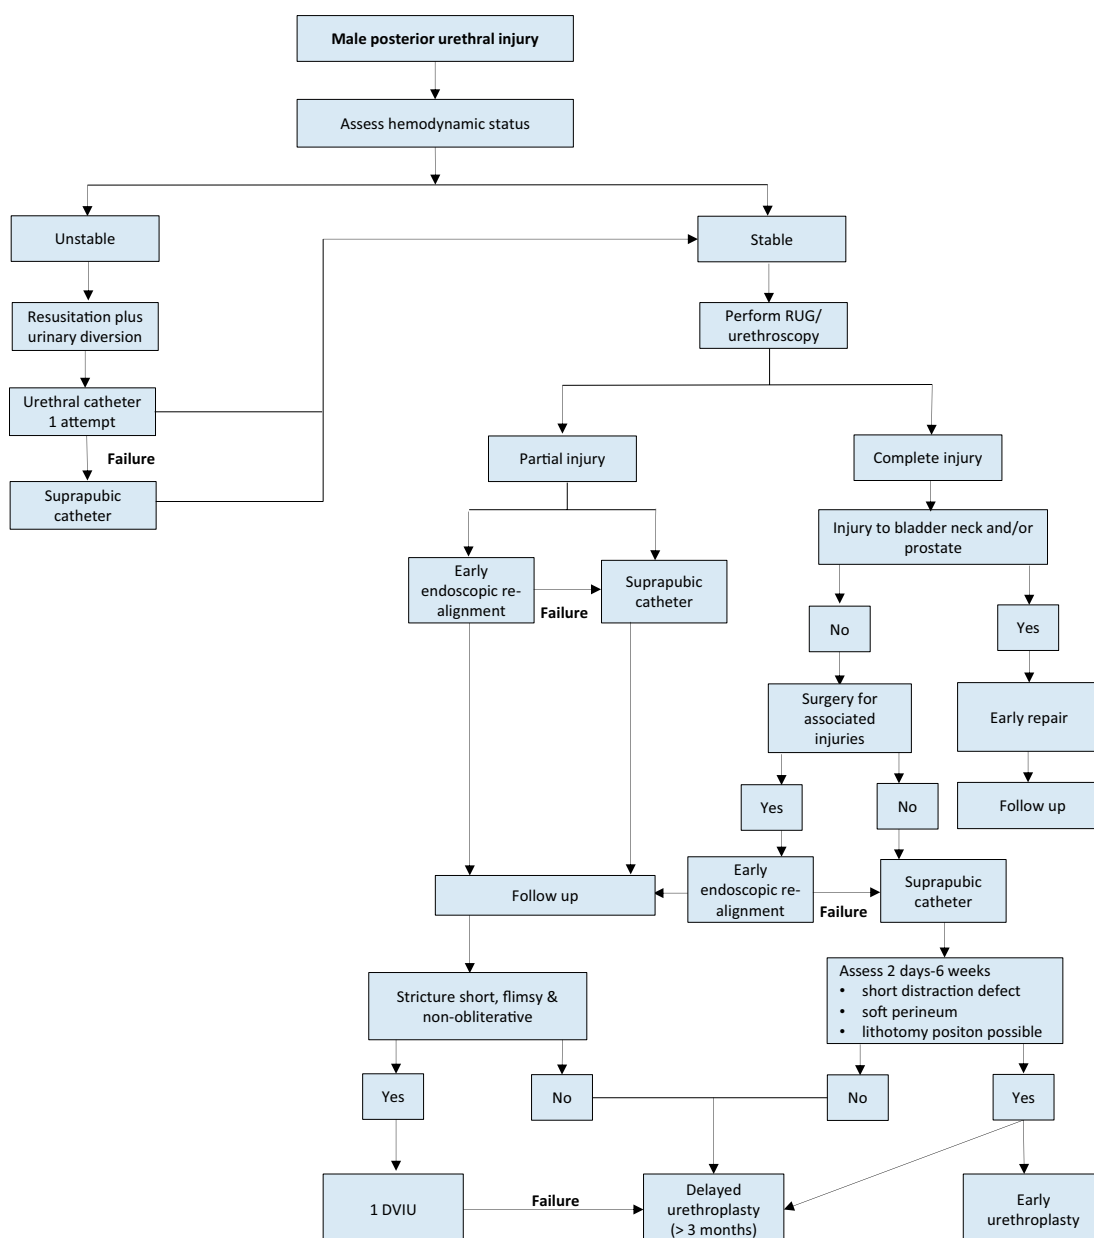 Male posterior urethral injury
Assess hemodynamic status
Unstable
Stable
Resusitation plus
urinary diversion
Perform RUG/
urethroscopy
Urethral catheter
1 attempt
Failure
Suprapubic
catheter
Partial injury
Complete injury
Injury to bladder neck and/or
prostate
Early
endoscopic re-
alignment
Failure
Suprapubic
catheter
No
Yes
Surgery for
associated
injuries
Early repair
Yes
No
Follow up
Follow up
Early
endoscopic re-
alignment
Failure
Suprapubic
catheter
Stricture short, flimsy &
non-obliterative
Assess 2 days-6 weeks
• short distraction defect
• soft perineum
• lithotomy positon possible
Yes
No
No
Yes
1 DVIU
Failure
Delayed
urethroplasty
(> 3 months)
Early
urethroplasty